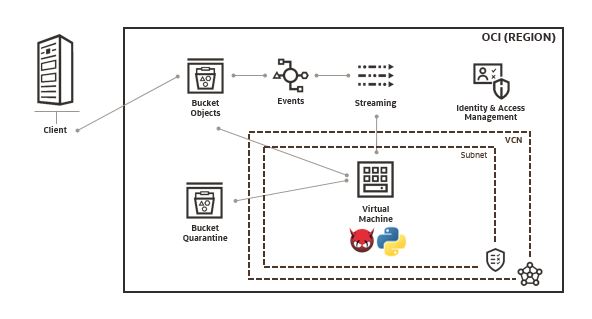 OCI (REGION)
Client
Bucket
Objects
Events
Streaming
Identity & Access
Management
VCN
Subnet
Bucket
Quarantine
Virtual
Machine